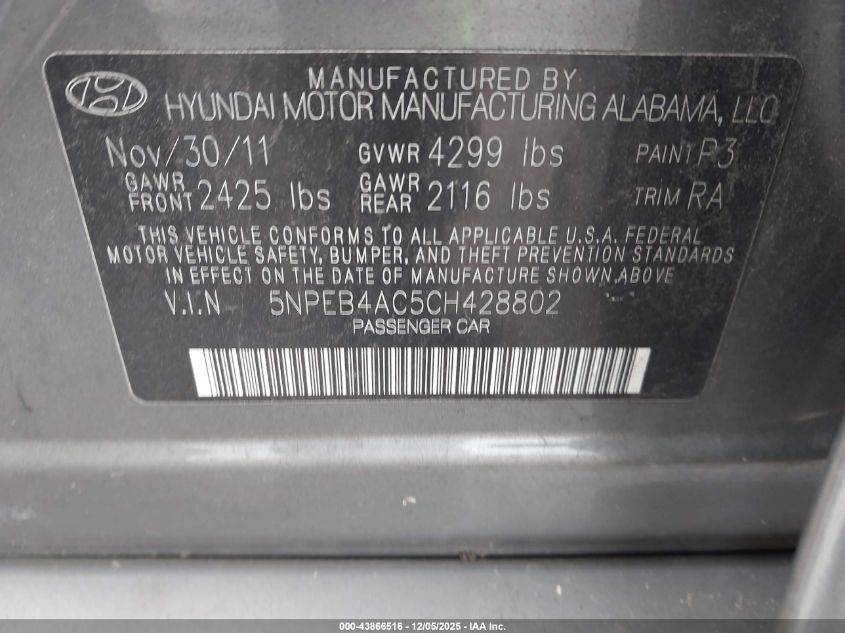 MANUFACTURED BY
HYUNDAI MOTOR MANUFACTURING ALABAMA, LLC
Nov/30/11 GVWR 4299 lbs PAINT P3
GAWR FRONT 2425 lbs GAWR REAR 2116 lbs TRIM RA
THIS VEHICLE CONFORMS TO ALL APPLICABLE U.S.A. FEDERAL
MOTOR VEHICLE SAFETY, BUMPER, AND THEFT PREVENTION STANDARDS
IN EFFECT ON THE DATE OF MANUFACTURE SHOWN ABOVE.
V.I.N 5NPEB4AC5CH428802
PASSENGER CAR
000-43866516 - 12/05/2025 - IAA Inc.